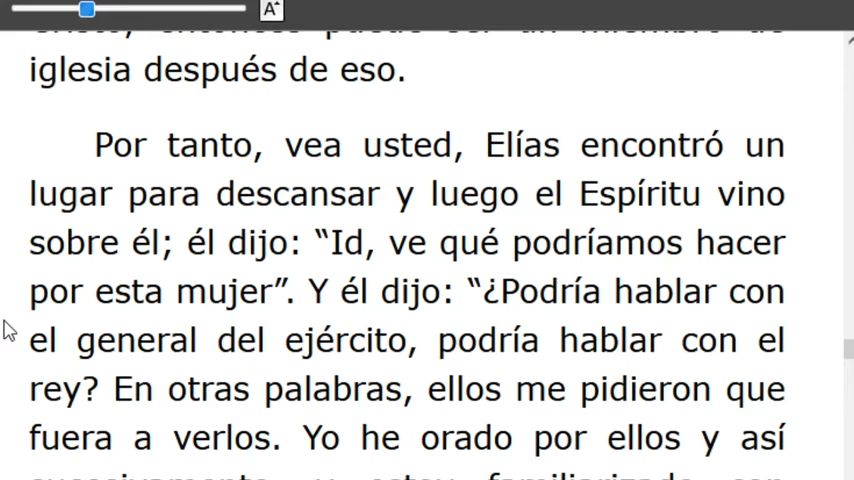 A
iglesia después de eso.
Por tanto, vea usted, Elías encontró un
lugar para descansar y luego el Espíritu vino
sobre él; él dijo: “Id, ve qué podríamos hacer
por esta mujer”. Y él dijo: “¿Podría hablar con
el general del ejército, podría hablar con el
rey? En otras palabras, ellos me pidieron que
fuera a verlos. Yo he orado por ellos y así